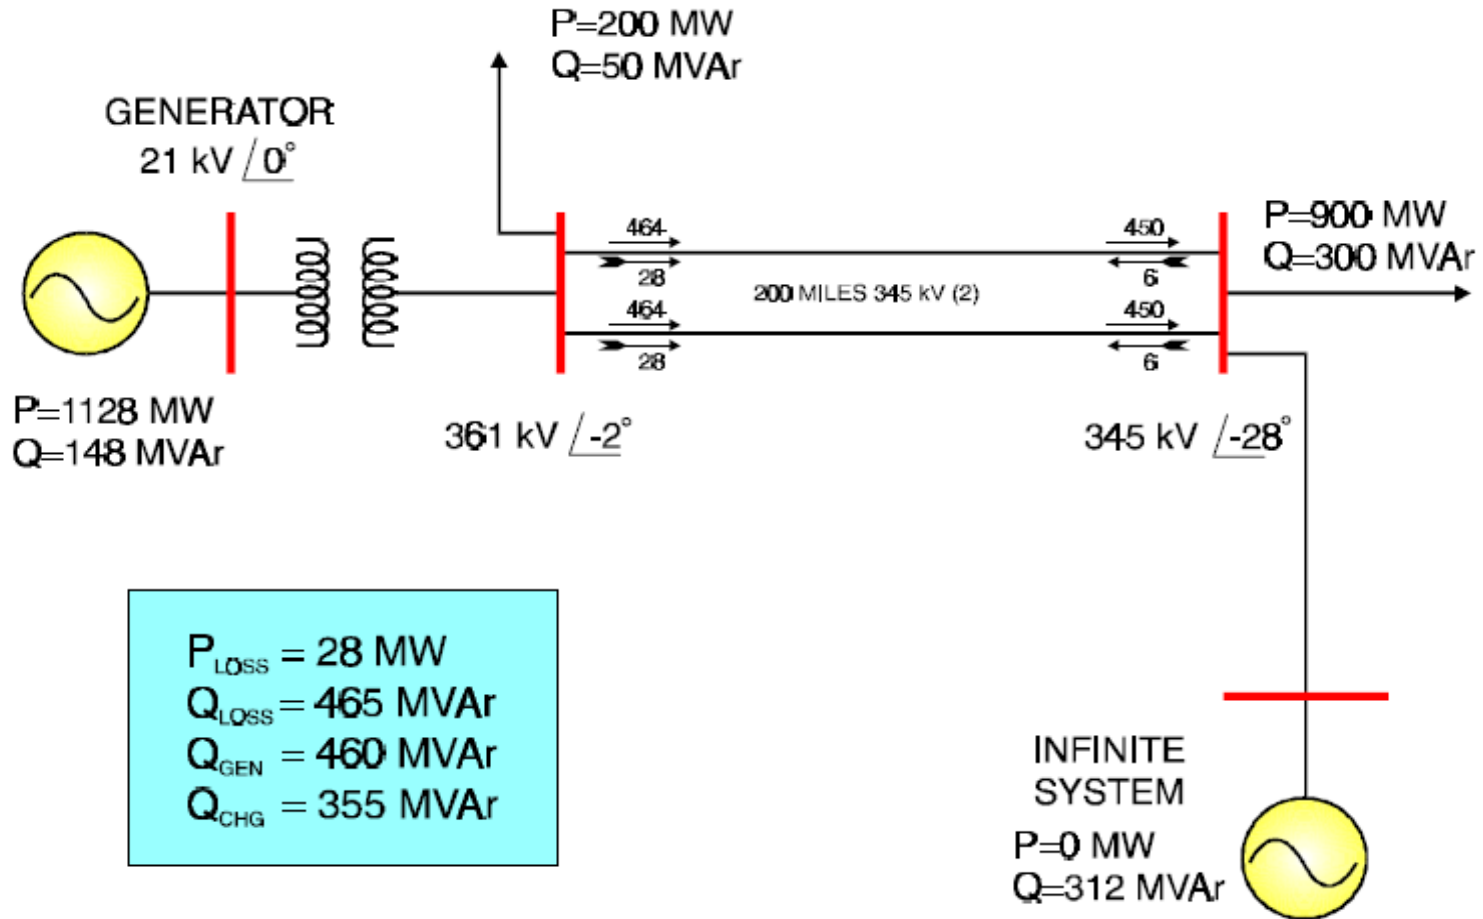 P=200 MW
Q=50 MVAr
GENERATOR
21 kV /0°
P=1128 MW
Q=148 MVAr
464
28
464
28
200 MILES 345 kV (2)
450
6
450
6
P=900 MW
Q=300 MVAr
361 kV /-2°
345 kV /-28°
P_LOSS = 28 MW
Q_LOSS = 465 MVAr
Q_GEN = 460 MVAr
Q_CHG = 355 MVAr
INFINITE
SYSTEM
P=0 MW
Q=312 MVAr